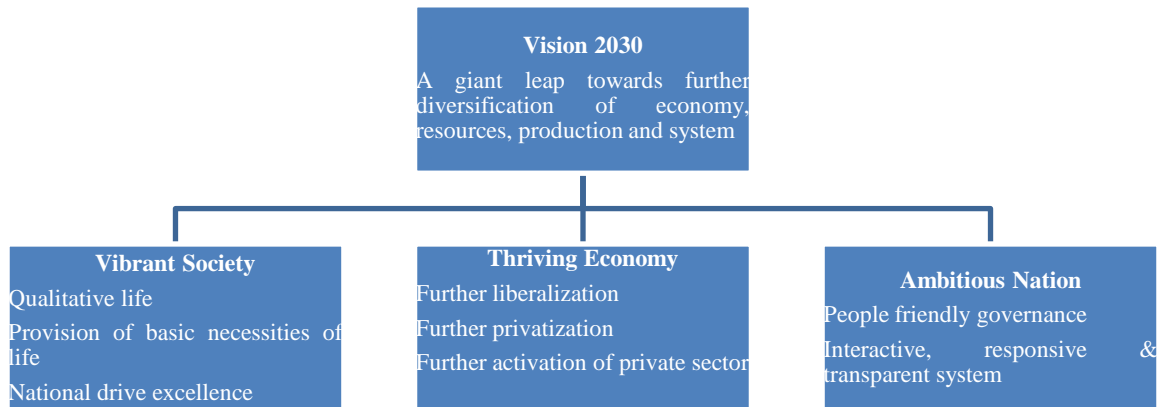 Vision 2030
A giant leap towards further
diversification of economy,
resources, production and system
Vibrant Society
Qualitative life
Provision of basic necessities of
life
National drive excellence
Thriving Economy
Further liberalization
Further privatization
Further activation of private sector
Ambitious Nation
People friendly governance
Interactive, responsive &
transparent system